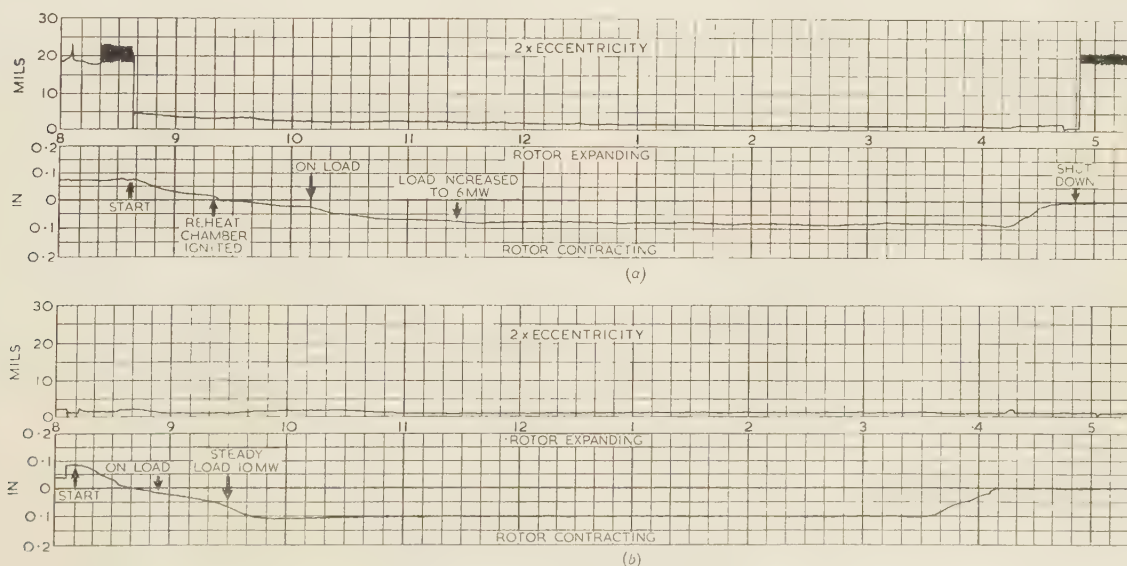 30
20
10
0
MILS
2 x ECCENTRICITY
8 9 10 11 12 1 2 3 4 5
0·2
0·1
0
0·1
0·2
IN
ROTOR EXPANDING
START
REHEAT
CHAMBER
IGNITED
ON LOAD
LOAD INCREASED
TO 6MW
SHUT
DOWN
ROTOR CONTRACTING
(a)
30
20
10
0
MILS
2 x ECCENTRICITY
0·2
0·1
0
0·1
0·2
IN
ROTOR EXPANDING
START
ON LOAD
STEADY
LOAD 10MW
ROTOR CONTRACTING
8 9 10 11 12 1 2 3 4 5
(b)